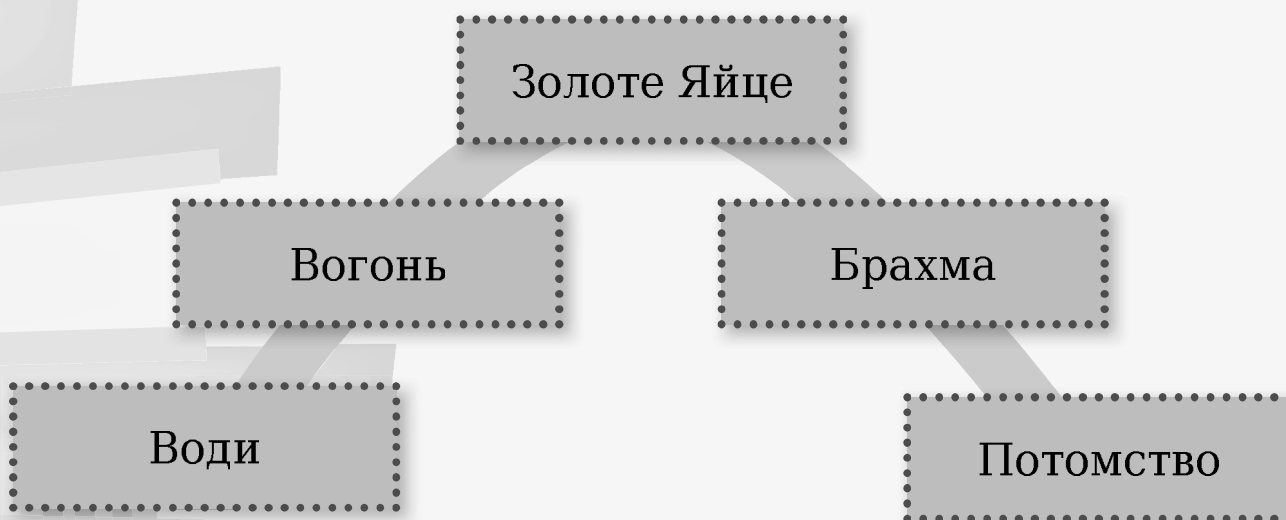 Золоте Яйце
Вогонь
Брахма
Води
Потомство